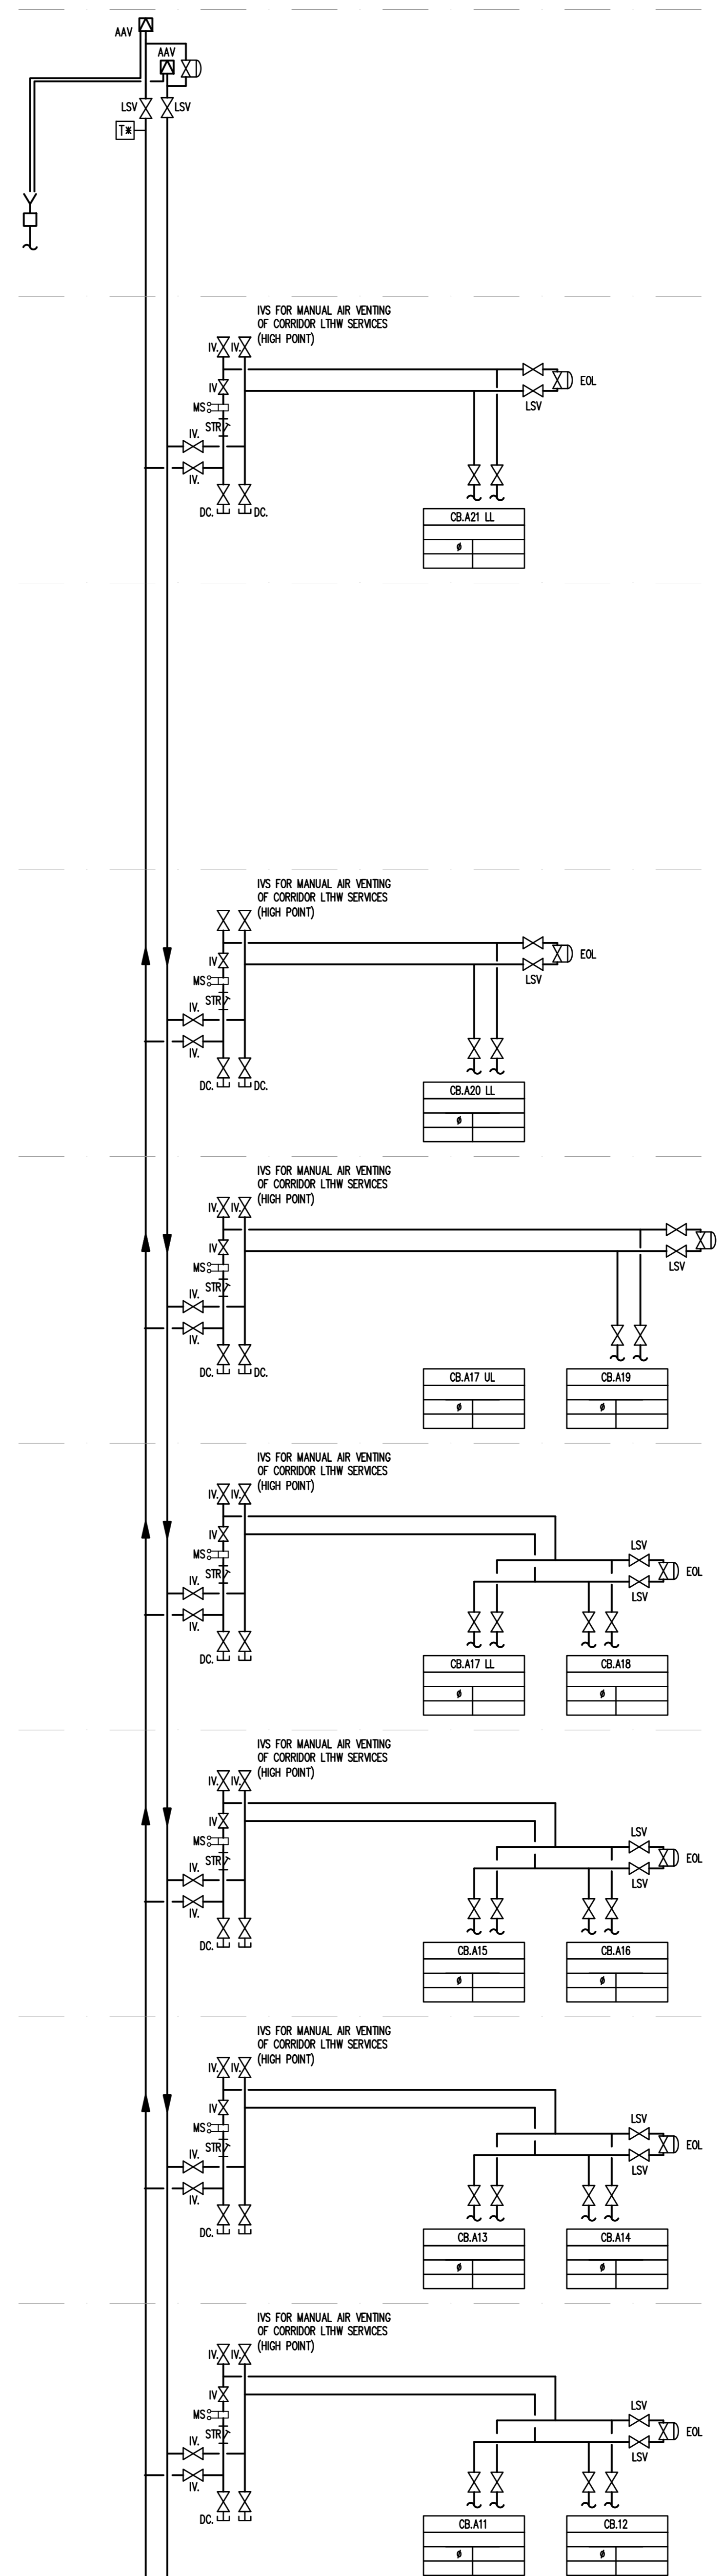 AAV
AAV
LSV
LSV
T*
IVS FOR MANUAL AIR VENTING
OF CORRIDOR LTHW SERVICES
(HIGH POINT)
IV.
IV.
IV
EOL
MS
LSV
STR
IV.
IV.
DC.
DC.
CB.A21 LL
ø
IVS FOR MANUAL AIR VENTING
OF CORRIDOR LTHW SERVICES
(HIGH POINT)
IV
EOL
MS
LSV
STR
IV.
IV.
DC.
DC.
CB.A20 LL
ø
IVS FOR MANUAL AIR VENTING
OF CORRIDOR LTHW SERVICES
(HIGH POINT)
IV.
IV.
IV
MS
LSV
STR
IV.
IV.
DC.
DC.
CB.A17 UL
CB.A19
ø
ø
IVS FOR MANUAL AIR VENTING
OF CORRIDOR LTHW SERVICES
(HIGH POINT)
IV.
IV.
IV
LSV
MS
EOL
STR
IV.
LSV
IV.
DC.
CB.A17 LL
CB.A18
ø
ø
IVS FOR MANUAL AIR VENTING
OF CORRIDOR LTHW SERVICES
(HIGH POINT)
IV.
IV.
IV
LSV
MS
EOL
STR
IV.
LSV
IV.
DC.
CB.A15
CB.A16
ø
ø
IVS FOR MANUAL AIR VENTING
OF CORRIDOR LTHW SERVICES
(HIGH POINT)
IV.
IV.
IV
LSV
MS
EOL
STR
IV.
LSV
IV.
DC.
CB.A13
CB.A14
ø
ø
IVS FOR MANUAL AIR VENTING
OF CORRIDOR LTHW SERVICES
(HIGH POINT)
IV.
IV.
IV
LSV
MS
EOL
STR
IV.
LSV
IV.
DC.
CB.A11
CB.12
ø
ø